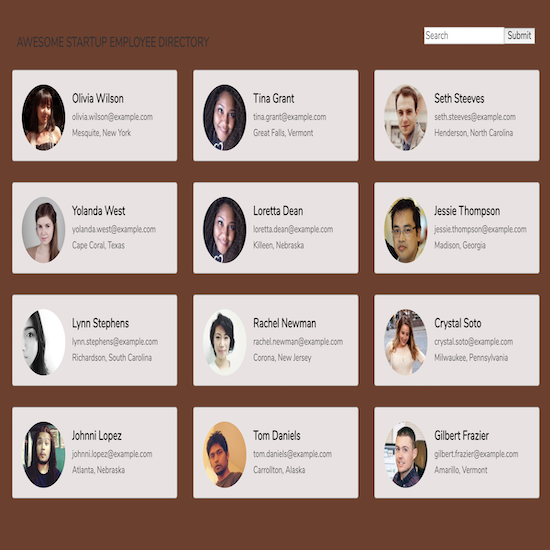 AWESOME STARTUP EMPLOYEE DIRECTORY
Search Submit
Olivia Wilson
olivia.wilson@example.com
Mesquite, New York
Tina Grant
tina.grant@example.com
Great Falls, Vermont
Seth Steeves
seth.steeves@example.com
Henderson, North Carolina
Yolanda West
yolanda.west@example.com
Cape Coral, Texas
Loretta Dean
loretta.dean@example.com
Killeen, Nebraska
Jessie Thompson
jessie.thompson@example.com
Madison, Georgia
Lynn Stephens
lynn.stephens@example.com
Richardson, South Carolina
Rachel Newman
rachel.newman@example.com
Corona, New Jersey
Crystal Soto
crystal.soto@example.com
Milwaukee, Pennsylvania
Johnni Lopez
johnni.lopez@example.com
Atlanta, Nebraska
Tom Daniels
tom.daniels@example.com
Carrollton, Alaska
Gilbert Frazier
gilbert.frazier@example.com
Amarillo, Vermont